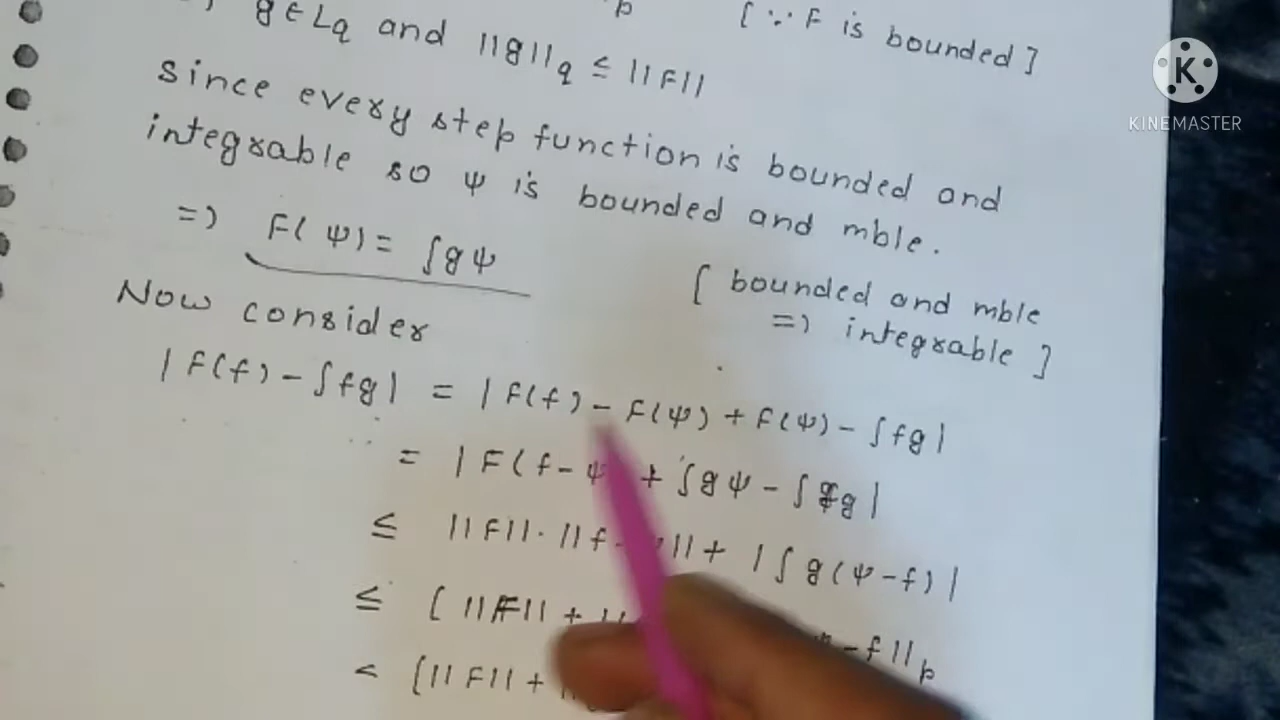 g ∈ Lq and ||g||q ≤ ||F|| [∵ F is bounded]
since every step function is bounded and
integrable so ψ is bounded and mble.
=) F(ψ) = ∫gψ
[ bounded and mble
=) integrable ]
Now consider
|F(f) - ∫fg| = |F(f) - F(ψ) + F(ψ) - ∫fg|
= |F(f - ψ + ∫gψ - ∫fg|
≤ ||F||.||f- || + |∫g(ψ-f)|
≤ [||F|| + || -f||p
< [||F|| +
K
KINEMASTER